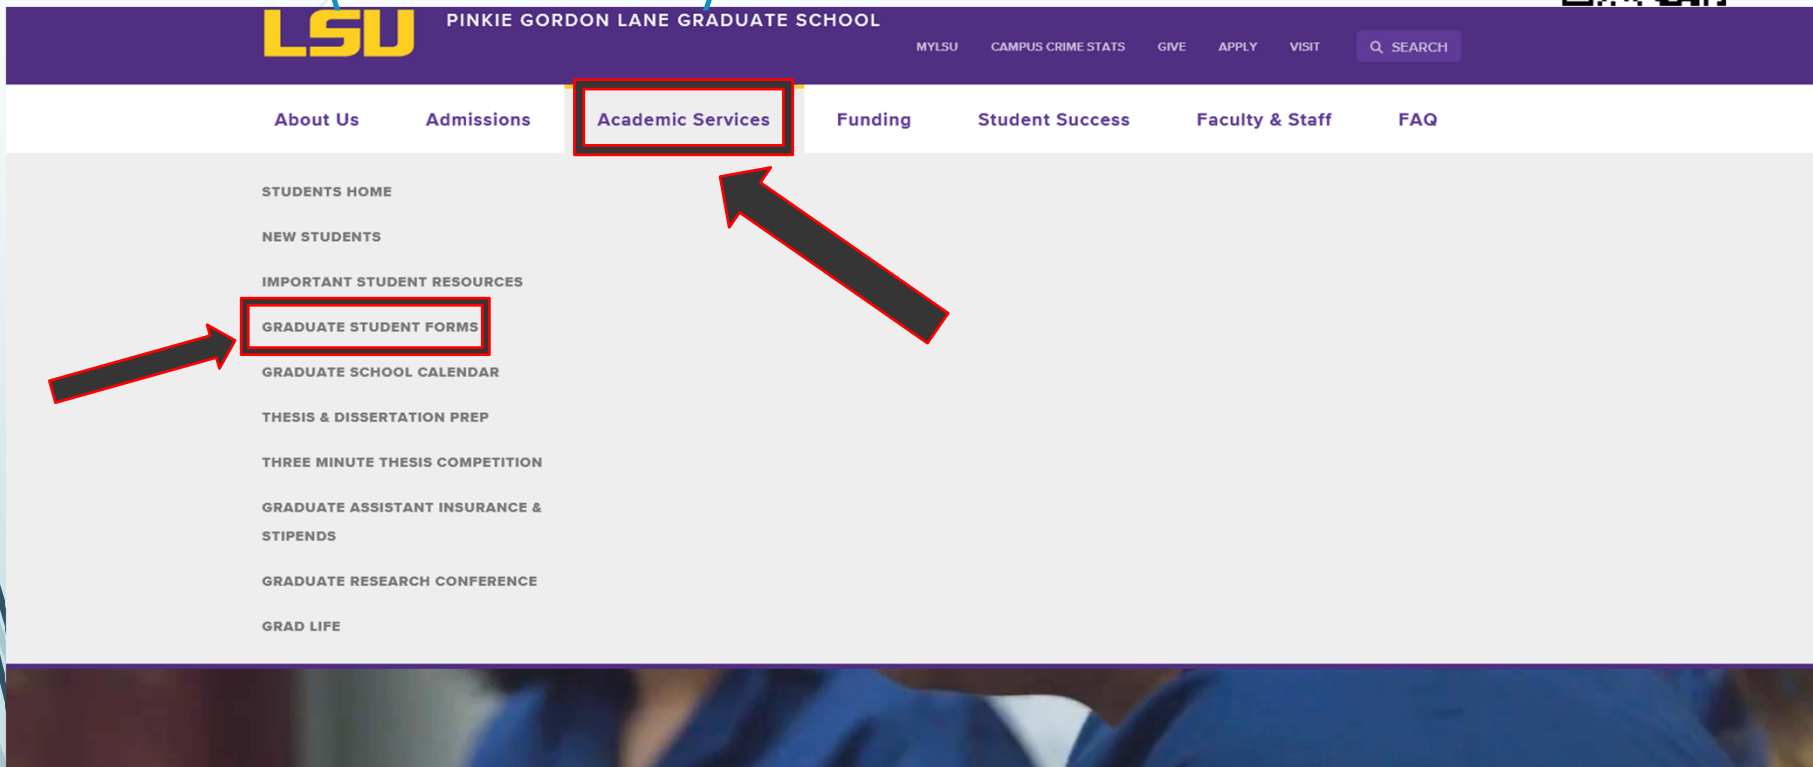 LSU
PINKIE GORDON LANE GRADUATE SCHOOL
MYLSU CAMPUS CRIME STATS GIVE APPLY VISIT SEARCH
About Us Admissions Academic Services Funding Student Success Faculty & Staff FAQ
STUDENTS HOME
NEW STUDENTS
IMPORTANT STUDENT RESOURCES
GRADUATE STUDENT FORMS
GRADUATE SCHOOL CALENDAR
THESIS & DISSERTATION PREP
THREE MINUTE THESIS COMPETITION
GRADUATE ASSISTANT INSURANCE &
STIPENDS
GRADUATE RESEARCH CONFERENCE
GRAD LIFE